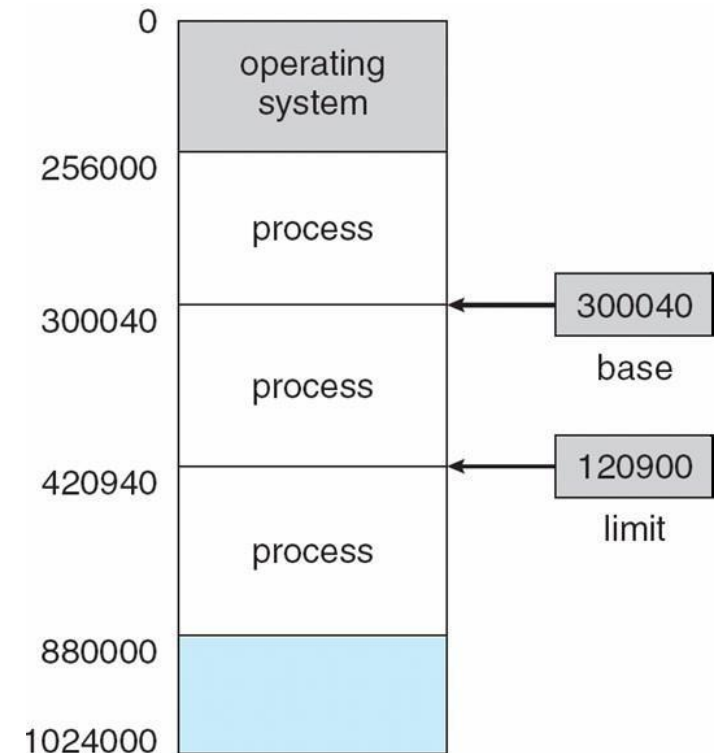 0
operating
system
256000
process
300040
300040
base
process
420940
120900
limit
process
880000
1024000